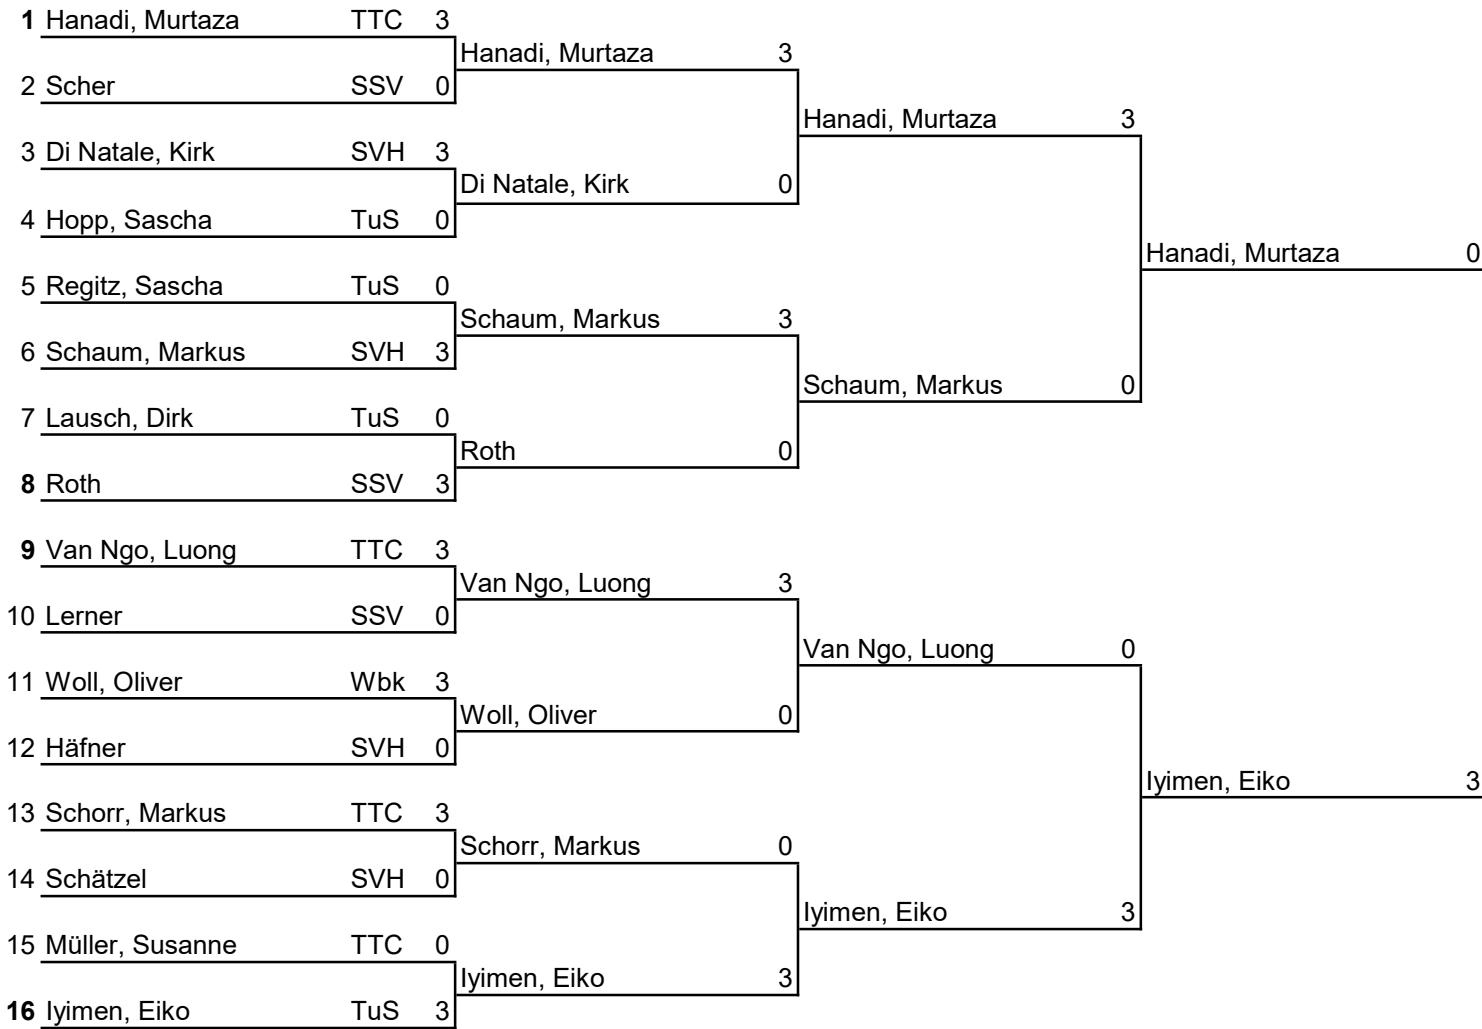 1 Hanadi, Murtaza TTC 3
Hanadi, Murtaza 3
2 Scher SSV 0
Hanadi, Murtaza 3
3 Di Natale, Kirk SVH 3
Di Natale, Kirk 0
4 Hopp, Sascha TuS 0
Hanadi, Murtaza 0
5 Regitz, Sascha TuS 0
Schaum, Markus 3
6 Schaum, Markus SVH 3
Schaum, Markus 0
7 Lausch, Dirk TuS 0
Roth 0
8 Roth SSV 3
9 Van Ngo, Luong TTC 3
Van Ngo, Luong 3
10 Lerner SSV 0
Van Ngo, Luong 0
11 Woll, Oliver Wbk 3
Woll, Oliver 0
12 Häfner SVH 0
Iyimen, Eiko 3
13 Schorr, Markus TTC 3
Schorr, Markus 0
14 Schätzel SVH 0
Iyimen, Eiko 3
15 Müller, Susanne TTC 0
Iyimen, Eiko 3
16 Iyimen, Eiko TuS 3